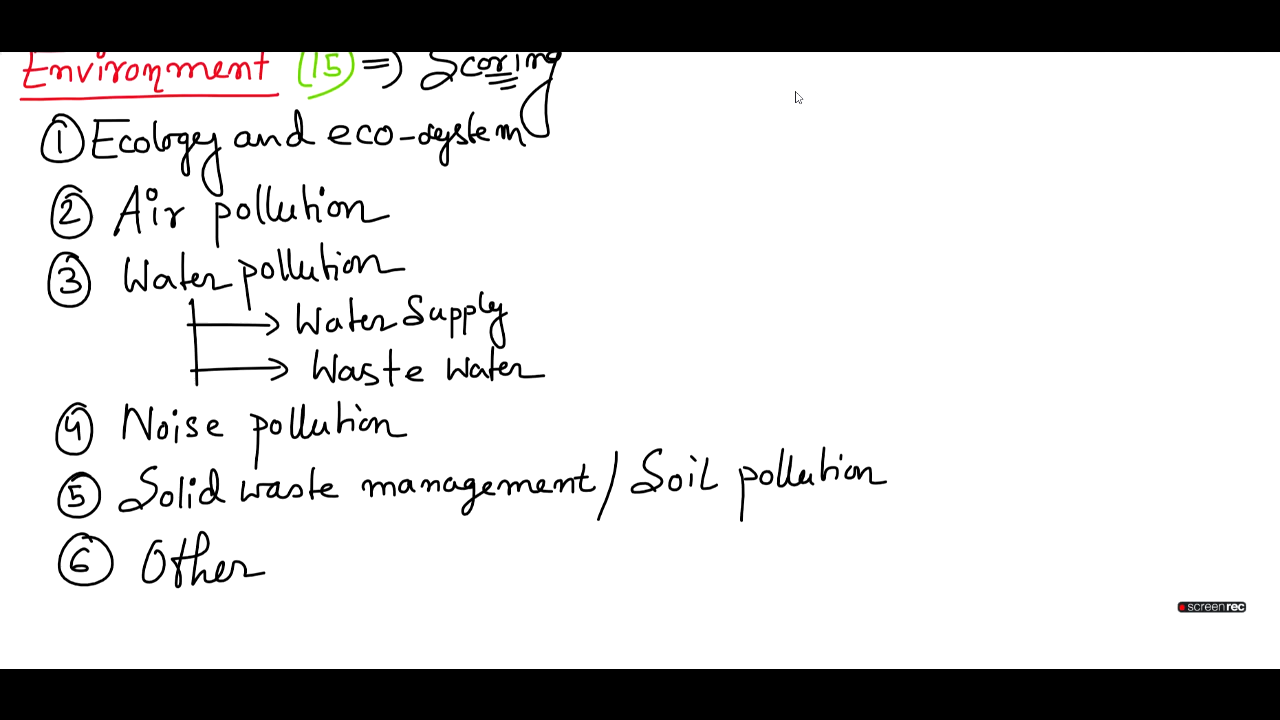 Environment (15) => Scoring
① Ecology and eco-system
② Air pollution
③ Water pollution
→ Water Supply
→ Waste water
④ Noise pollution
⑤ Solid waste management / Soil pollution
⑥ Other
screenrec